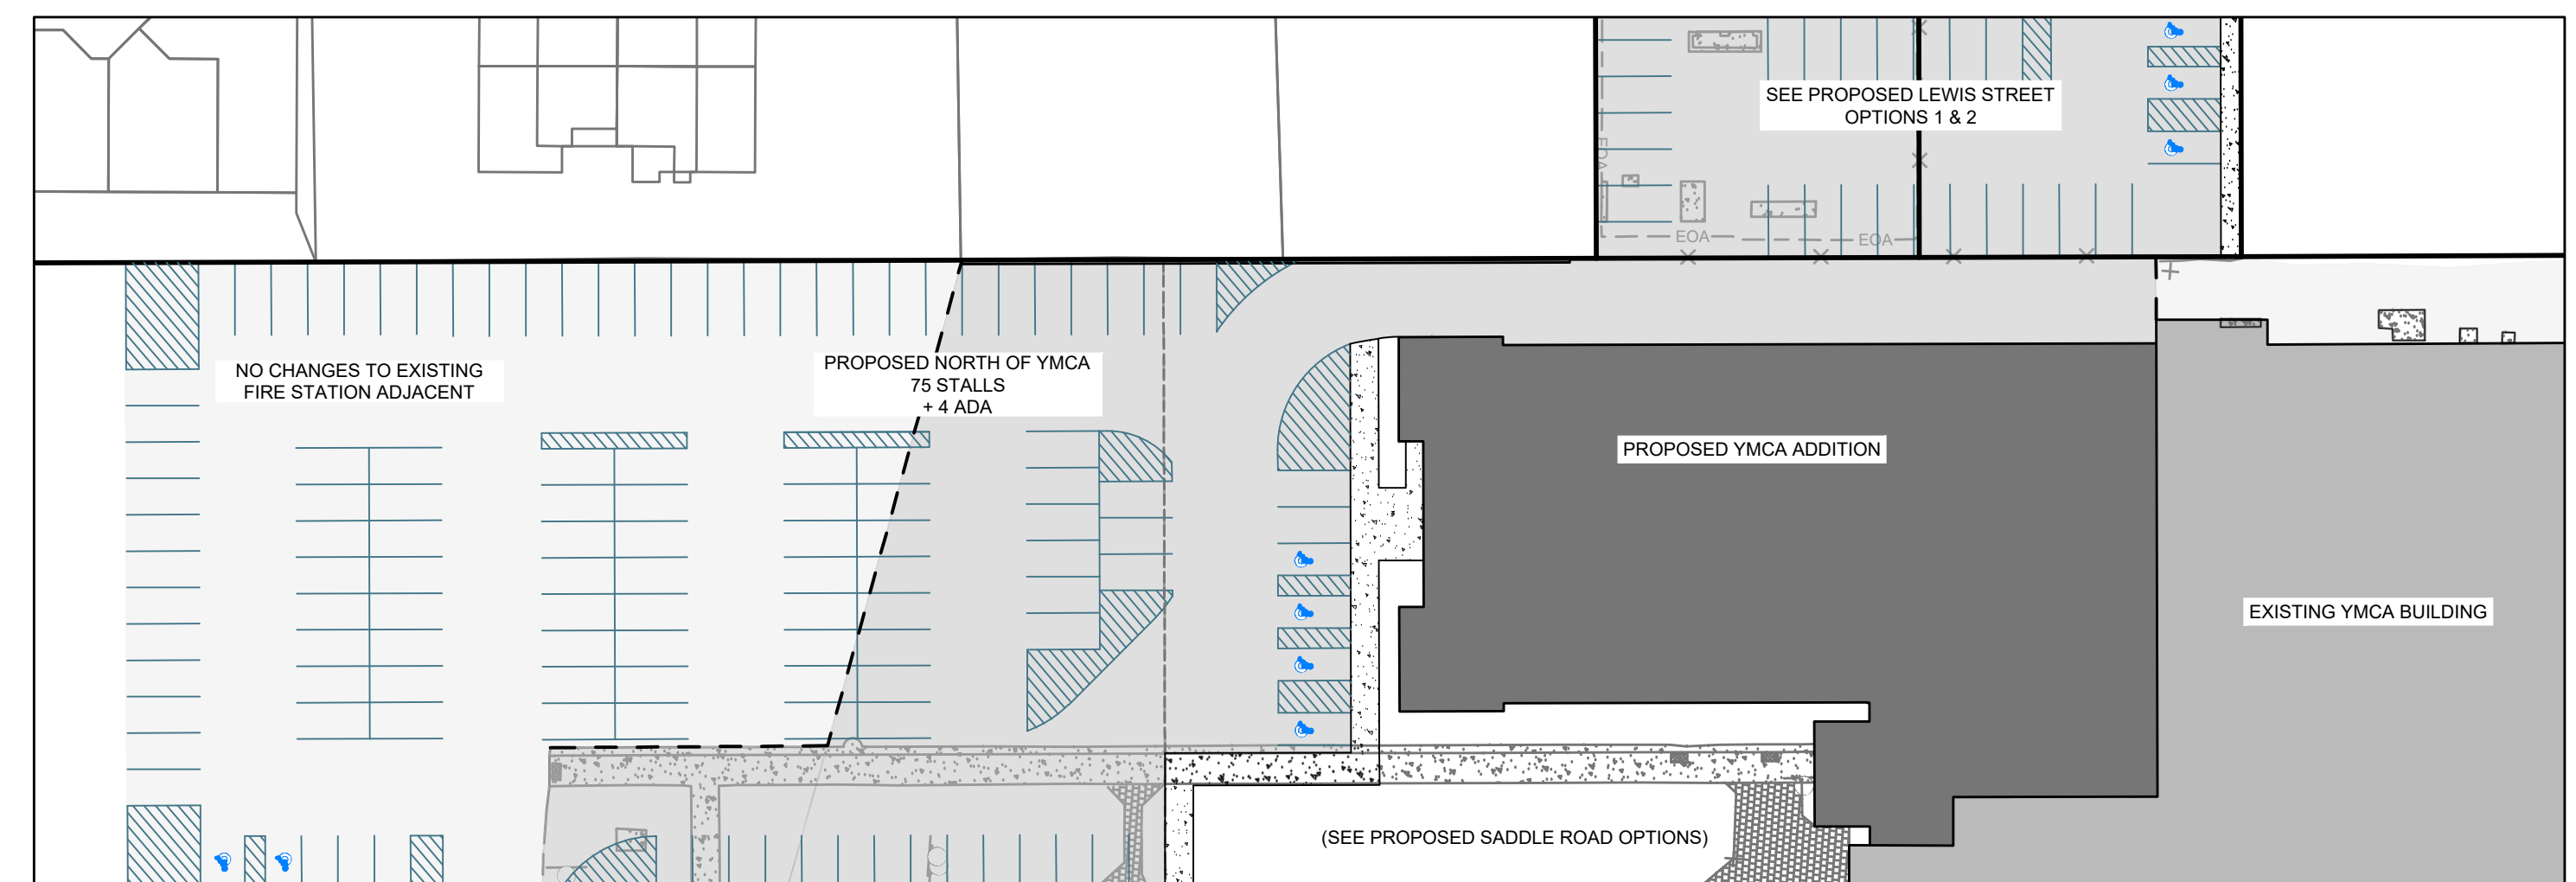 SEE PROPOSED LEWIS STREET
OPTIONS 1 & 2
EOA
EOA
EOA
NO CHANGES TO EXISTING
FIRE STATION ADJACENT
PROPOSED NORTH OF YMCA
75 STALLS
+ 4 ADA
PROPOSED YMCA ADDITION
EXISTING YMCA BUILDING
(SEE PROPOSED SADDLE ROAD OPTIONS)